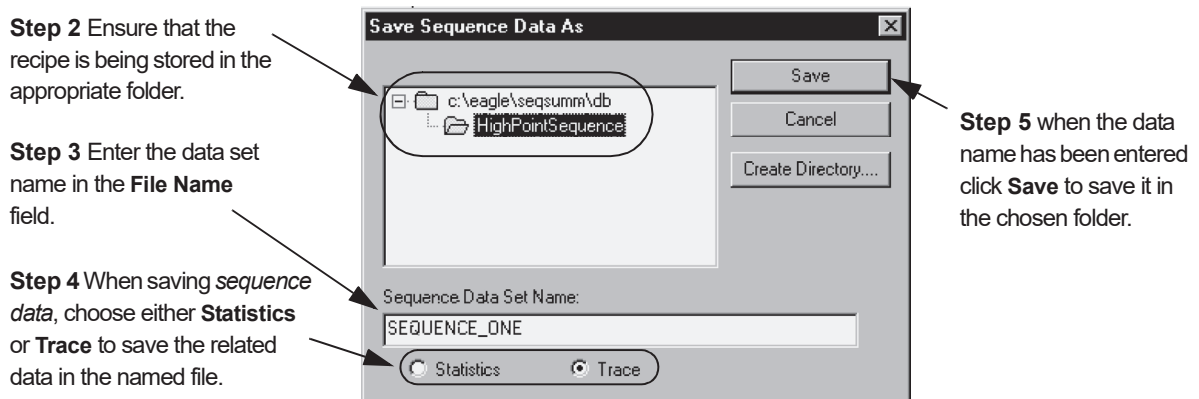 Step 2 Ensure that the
recipe is being stored in the
appropriate folder.
Step 3 Enter the data set
name in the File Name
field.
Step 4 When saving sequence
data, choose either Statistics
or Trace to save the related
data in the named file.
Save Sequence Data As
c:\eagle\seqsumm\db
HighPointSequence
Save
Cancel
Create Directory....
Sequence Data Set Name:
SEQUENCE_ONE
Statistics
Trace
Step 5 when the data
name has been entered
click Save to save it in
the chosen folder.